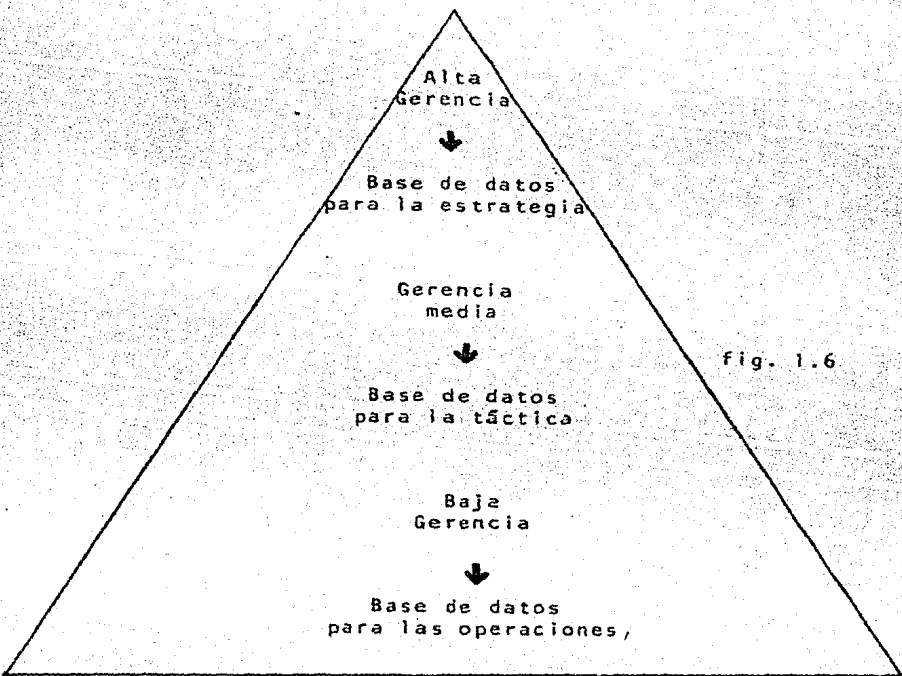 Alta
Gerencia
Base de datos
para la estrategia
Gerencia
media
fig. 1.6
Base de datos
para la táctica
Baja
Gerencia
Base de datos
para las operaciones,